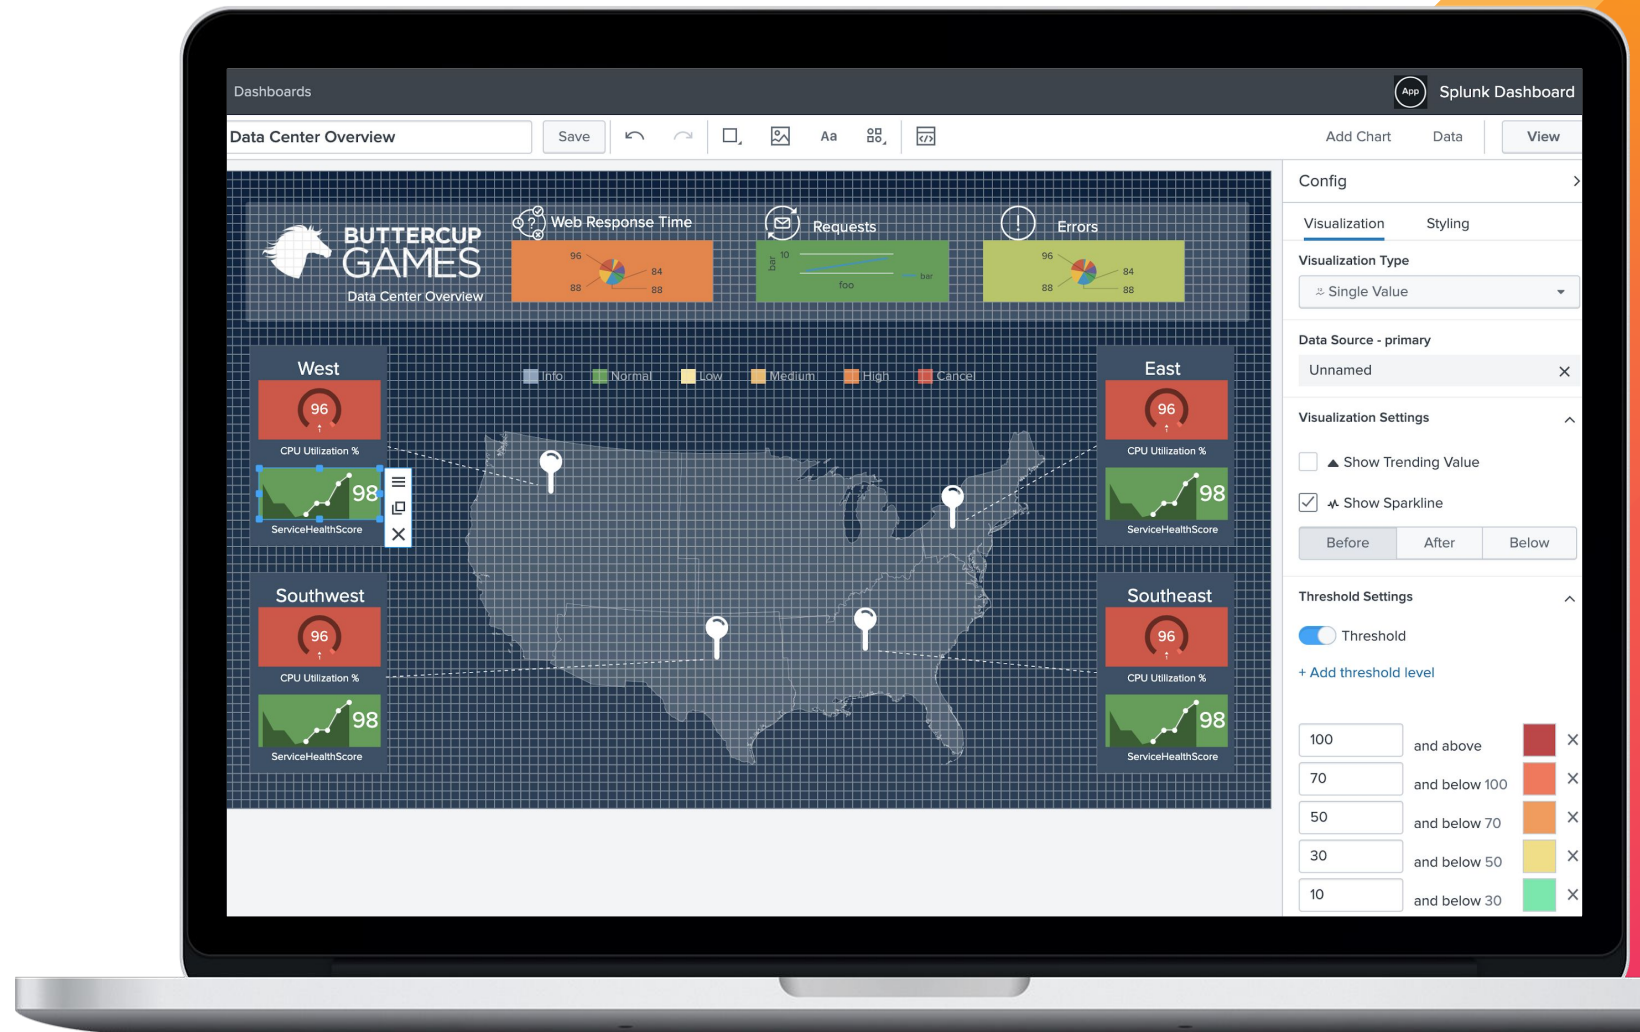 Dashboards
App
Splunk Dashboard
Data Center Overview
Save
Aa
Add Chart
Data
View
BUTTERCUP
GAMES
Data Center Overview
Web Response Time
96
84
88
88
Requests
bar
10
foo
bar
Errors
96
84
88
88
Info
Normal
Low
Medium
High
Cancel
West
96
CPU Utilization %
98
ServiceHealthScore
East
96
CPU Utilization %
98
ServiceHealthScore
Southwest
96
CPU Utilization %
98
ServiceHealthScore
Southeast
96
CPU Utilization %
98
ServiceHealthScore
Config
Visualization
Styling
Visualization Type
Single Value
Data Source - primary
Unnamed
Visualization Settings
Show Trending Value
Show Sparkline
Before
After
Below
Threshold Settings
Threshold
+ Add threshold level
100 and above
70 and below 100
50 and below 70
30 and below 50
10 and below 30